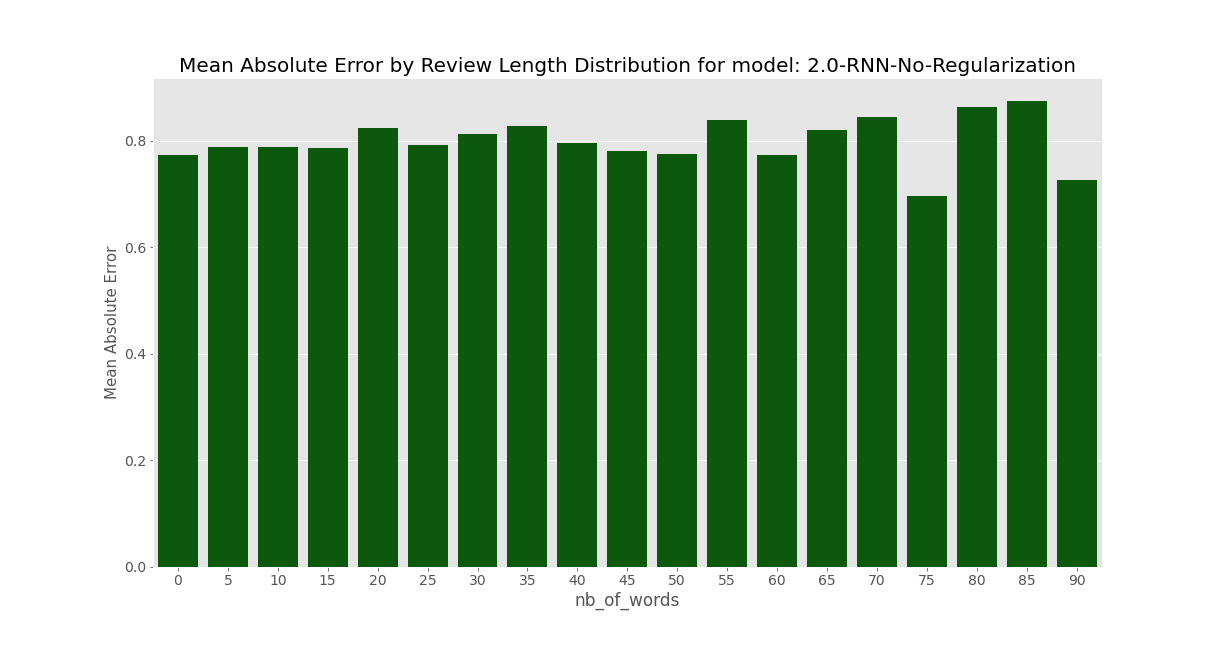 Mean Absolute Error by Review Length Distribution for model: 2.0-RNN-No-Regularization
Mean Absolute Error
0.8
0.6
0.4
0.2
0.0
0 5 10 15 20 25 30 35 40 45 50 55 60 65 70 75 80 85 90
nb_of_words